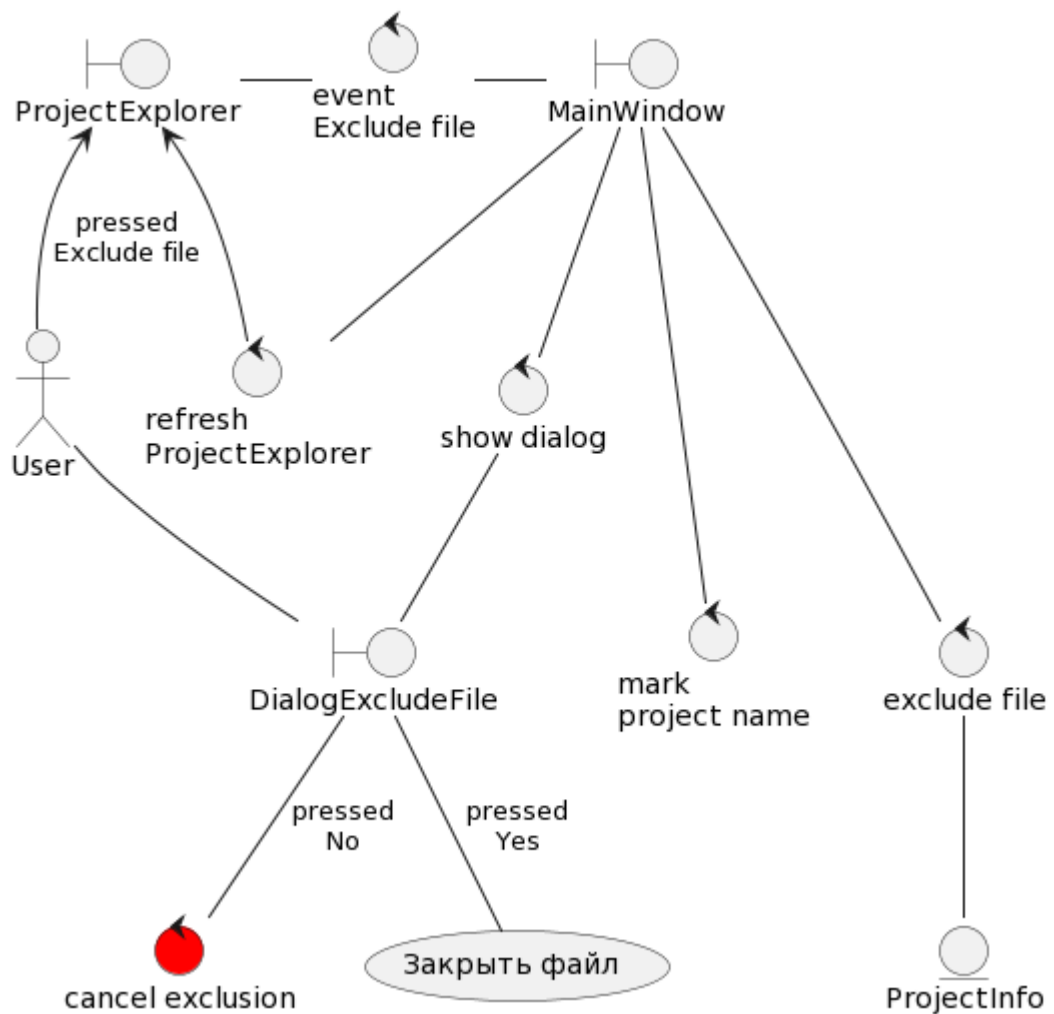 ProjectExplorer
event
Exclude file
MainWindow
pressed
Exclude file
User
refresh
ProjectExplorer
show dialog
DialogExcludeFile
mark
project name
exclude file
pressed
No
pressed
Yes
cancel exclusion
Закрыть файл
ProjectInfo